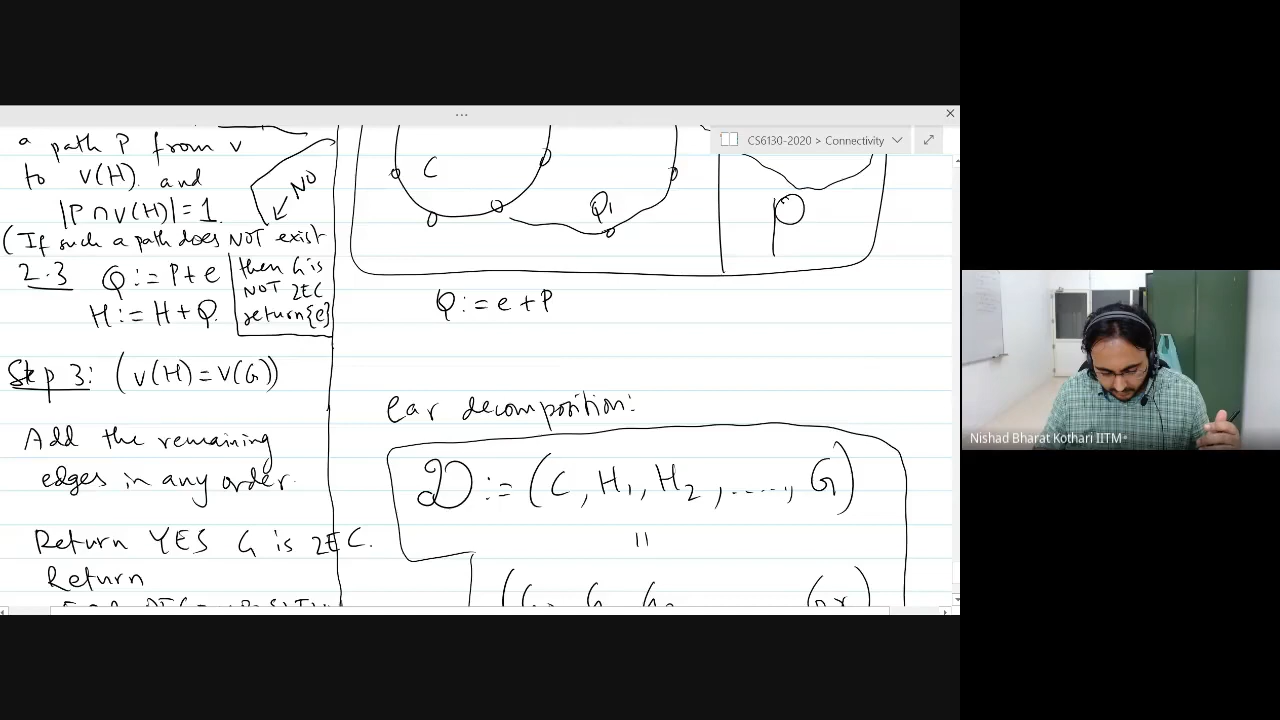 CS6130-2020 > Connectivity
a path P from v
to V(H). and
|P ∩ V(H)| = 1.
NO
(If such a path does NOT exist
then G is
NOT 2EC
return {e}
2.3 Q := P + e
H := H + Q.
Step 3: (V(H) = V(G))
Add the remaining
edges in any order.
Return YES G is 2EC.
Return
C
Q1
P
Q := e + P
ear decomposition:
D := (C, H1, H2, ....., G)
Nishad Bharat Kothari IITM